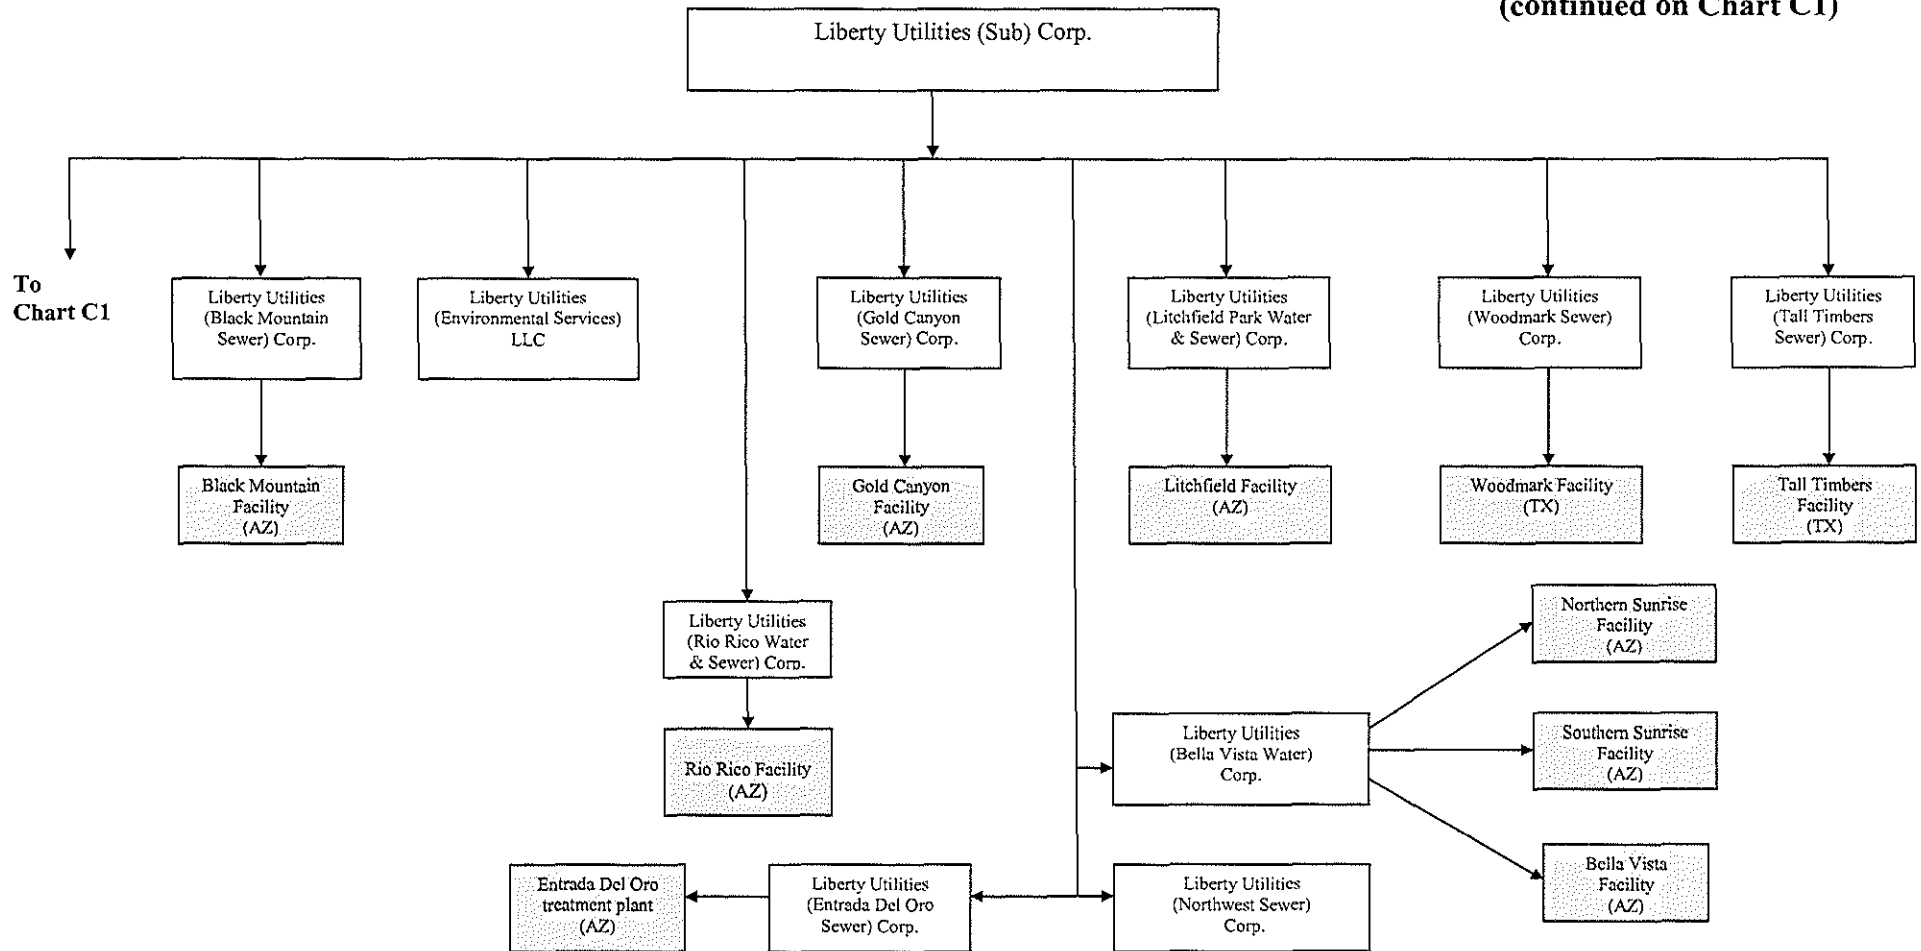 (continued on Chart C1)
Liberty Utilities (Sub) Corp.
To
Chart C1
Liberty Utilities
(Black Mountain
Sewer) Corp.
Liberty Utilities
(Environmental Services)
LLC
Liberty Utilities
(Gold Canyon
Sewer) Corp.
Liberty Utilities
(Litchfield Park Water
& Sewer) Corp.
Liberty Utilities
(Woodmark Sewer)
Corp.
Liberty Utilities
(Tall Timbers
Sewer) Corp.
Black Mountain
Facility
(AZ)
Gold Canyon
Facility
(AZ)
Litchfield Facility
(AZ)
Woodmark Facility
(TX)
Tall Timbers
Facility
(TX)
Liberty Utilities
(Rio Rico Water
& Sewer) Corp.
Rio Rico Facility
(AZ)
Northern Sunrise
Facility
(AZ)
Liberty Utilities
(Bella Vista Water)
Corp.
Southern Sunrise
Facility
(AZ)
Bella Vista
Facility
(AZ)
Entrada Del Oro
treatment plant
(AZ)
Liberty Utilities
(Entrada Del Oro
Sewer) Corp.
Liberty Utilities
(Northwest Sewer)
Corp.